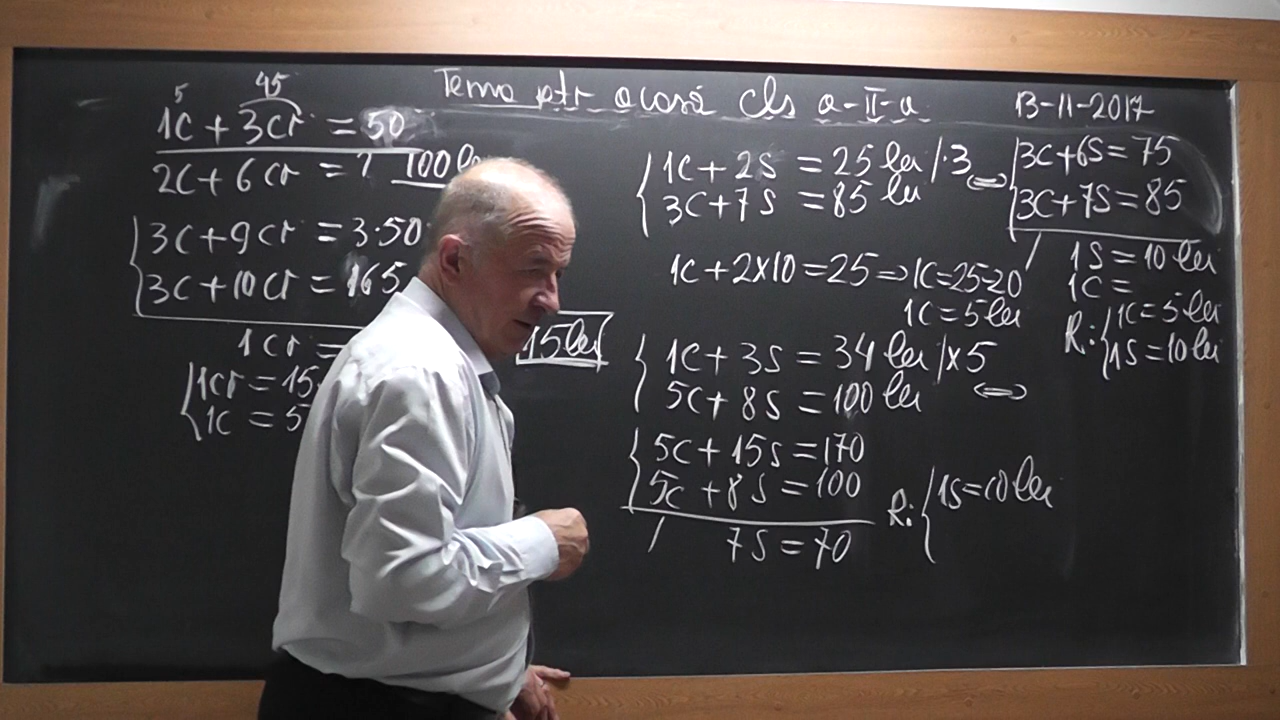 Tema ptr acasă cls a-II-a 13-11-2017
5 45
1c + 3cr = 50
2c + 6cr = ? 100
3c + 9cr = 3·50
3c + 10cr = 165
1cr = 15 lei
1cr = 15
1c = 5
1c + 2s = 25 lei /·3 <=>
3c + 7s = 85 lei
3c + 6s = 75
3c + 7s = 85
/ 1s = 10 lei
1c =
R: { 1c = 5 lei
1s = 10 lei
1c + 2x10 = 25 => 1c = 25-20
1c = 5 lei
1c + 3s = 34 lei /x5
5c + 8s = 100 lei <=>
5c + 15s = 170
5c + 8s = 100
/ 7s = 70
R: { 1s = 10 lei